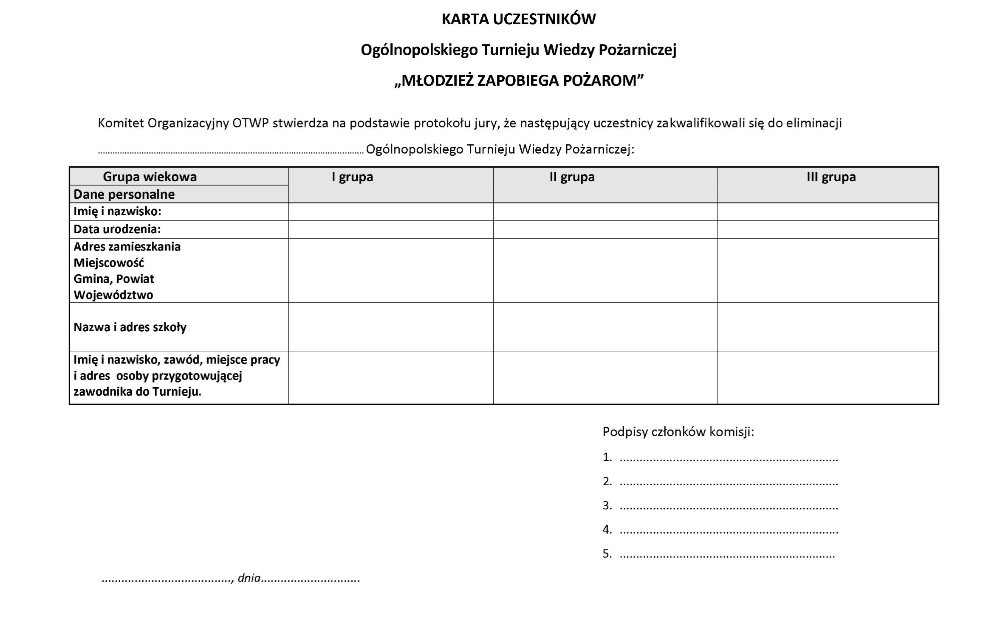 KARTA UCZESTNIKÓW
Ogólnopolskiego Turnieju Wiedzy Pożarniczej
„MŁODZIEŻ ZAPOBIEGA POŻAROM”
Komitet Organizacyjny OTWP stwierdza na podstawie protokołu jury, że następujący uczestnicy zakwalifikowali się do eliminacji
............................................................................................................. Ogólnopolskiego Turnieju Wiedzy Pożarniczej:
Grupa wiekowa I grupa II grupa III grupa
Dane personalne
Imię i nazwisko:
Data urodzenia:
Adres zamieszkania
Miejscowość
Gmina, Powiat
Województwo
Nazwa i adres szkoły
Imię i nazwisko, zawód, miejsce pracy
i adres  osoby przygotowującej
zawodnika do Turnieju.
Podpisy członków komisji:
1. ..................................................................
2. ..................................................................
3. ..................................................................
4. ..................................................................
5. .................................................................
......................................., dnia..............................